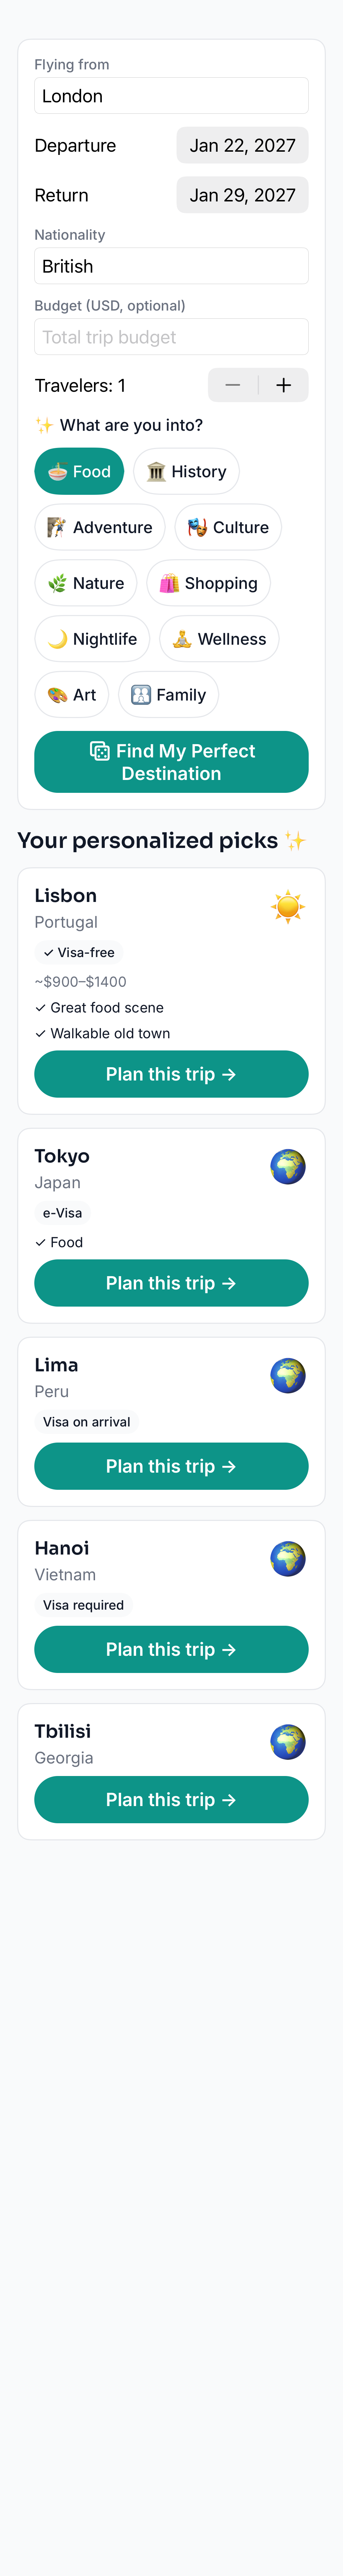 Flying from
London
Departure Jan 22, 2027
Return Jan 29, 2027
Nationality
British
Budget (USD, optional)
Total trip budget
Travelers: 1 − +
✨ What are you into?
🍜 Food 🏛️ History
🧗 Adventure 🎭 Culture
🌿 Nature 🛍️ Shopping
🌙 Nightlife 🧘 Wellness
🎨 Art 🚻 Family
Find My Perfect
Destination
Your personalized picks ✨
Lisbon
Portugal
✓ Visa-free
~$900–$1400
✓ Great food scene
✓ Walkable old town
Plan this trip →
Tokyo
Japan
e-Visa
✓ Food
Plan this trip →
Lima
Peru
Visa on arrival
Plan this trip →
Hanoi
Vietnam
Visa required
Plan this trip →
Tbilisi
Georgia
Plan this trip →